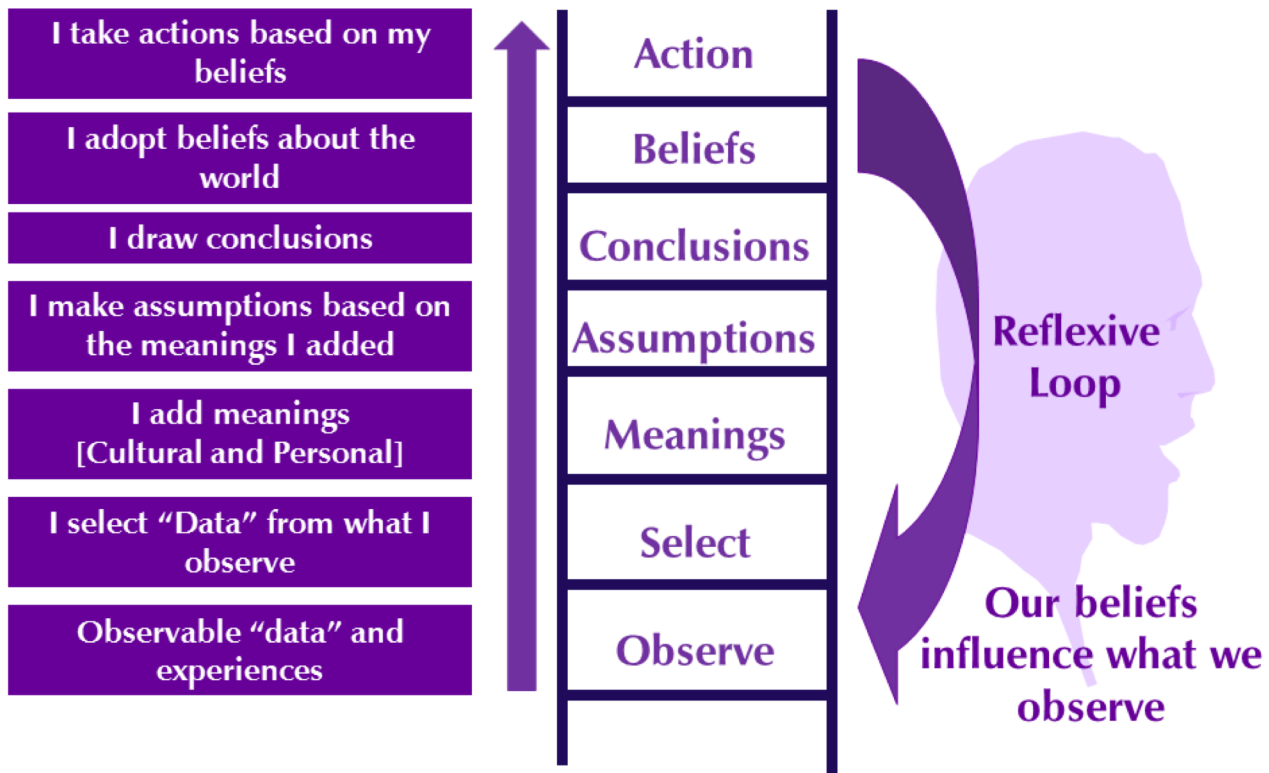 I take actions based on my
beliefs
I adopt beliefs about the
world
I draw conclusions
I make assumptions based on
the meanings I added
I add meanings
[Cultural and Personal]
I select “Data” from what I
observe
Observable “data” and
experiences
Action
Beliefs
Conclusions
Assumptions
Meanings
Select
Observe
Reflexive
Loop
Our beliefs
influence what we
observe